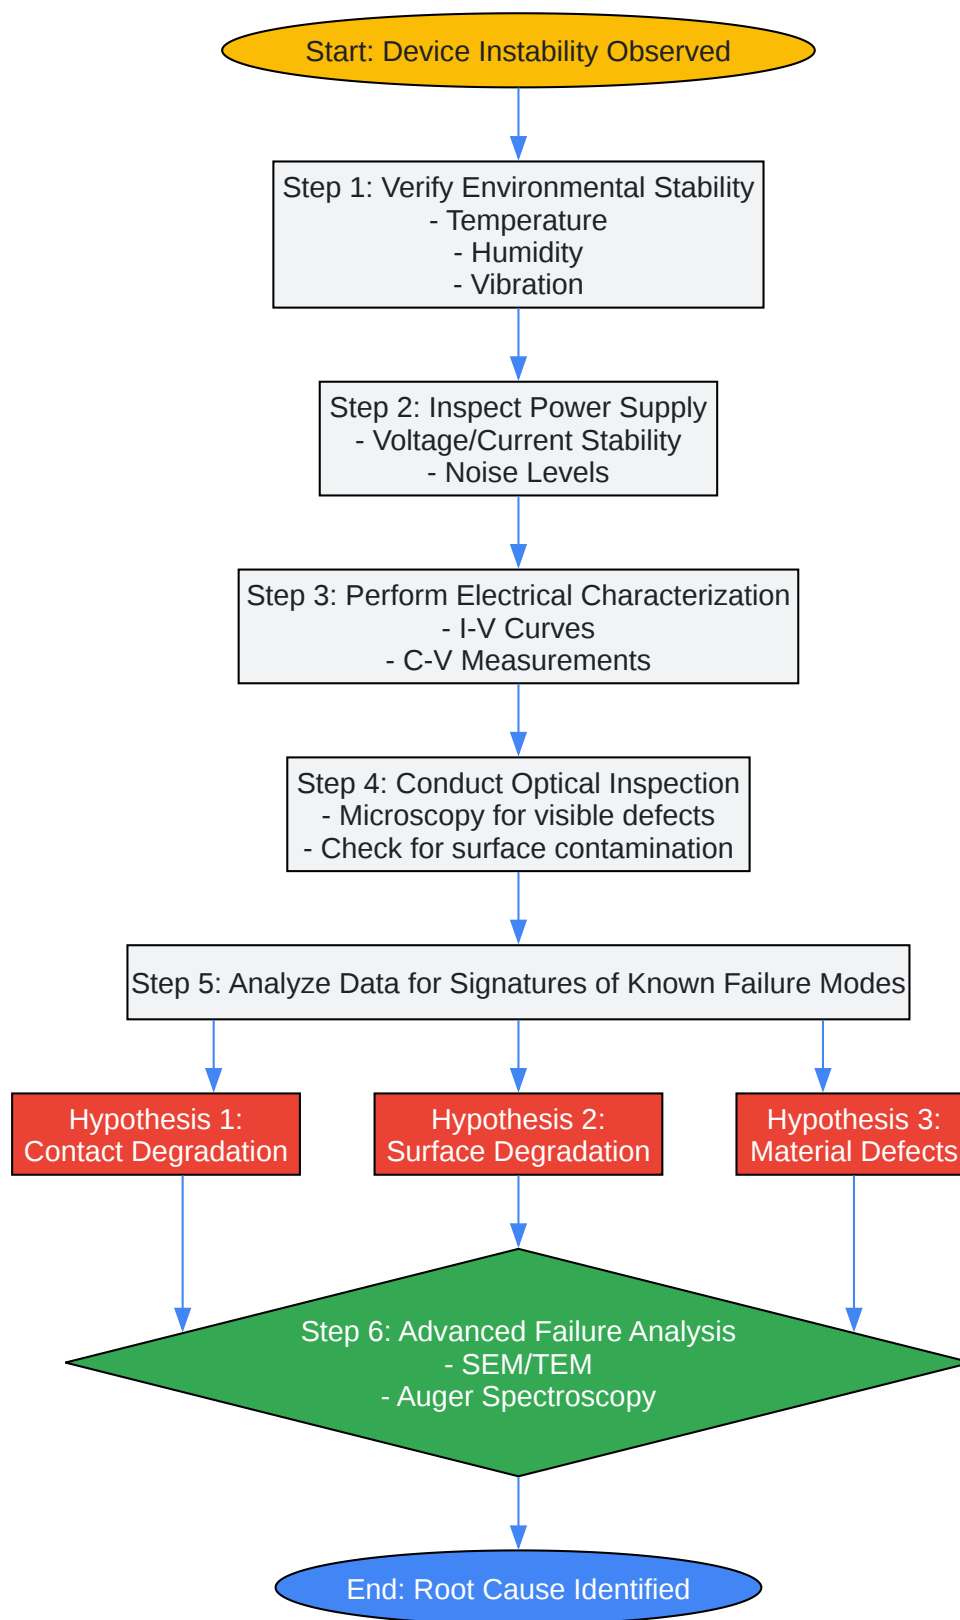 Start: Device Instability Observed
Step 1: Verify Environmental Stability
- Temperature
- Humidity
- Vibration
Step 2: Inspect Power Supply
- Voltage/Current Stability
- Noise Levels
Step 3: Perform Electrical Characterization
- I-V Curves
- C-V Measurements
Step 4: Conduct Optical Inspection
- Microscopy for visible defects
- Check for surface contamination
Step 5: Analyze Data for Signatures of Known Failure Modes
Hypothesis 1:
Contact Degradation
Hypothesis 2:
Surface Degradation
Hypothesis 3:
Material Defects
Step 6: Advanced Failure Analysis
- SEM/TEM
- Auger Spectroscopy
End: Root Cause Identified